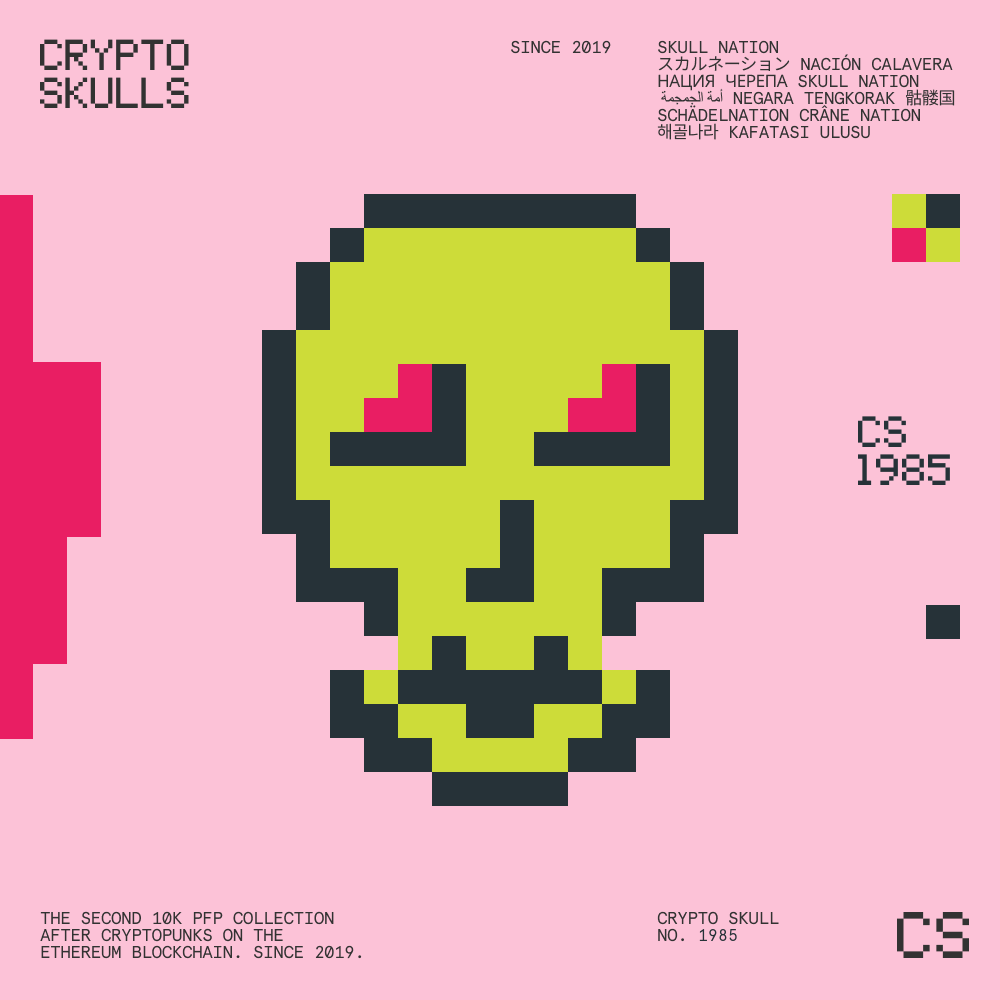 CRYPTO
SKULLS
SINCE 2019
SKULL NATION
スカルネーション NACIÓN CALAVERA
НАЦИЯ ЧЕРЕПА SKULL NATION
أمة الجمجمة NEGARA TENGKORAK 骷髅国
SCHÄDELNATION CRÂNE NATION
해골나라 KAFATASI ULUSU
CS
1985
THE SECOND 10K PFP COLLECTION
AFTER CRYPTOPUNKS ON THE
ETHEREUM BLOCKCHAIN. SINCE 2019.
CRYPTO SKULL
NO. 1985
CS